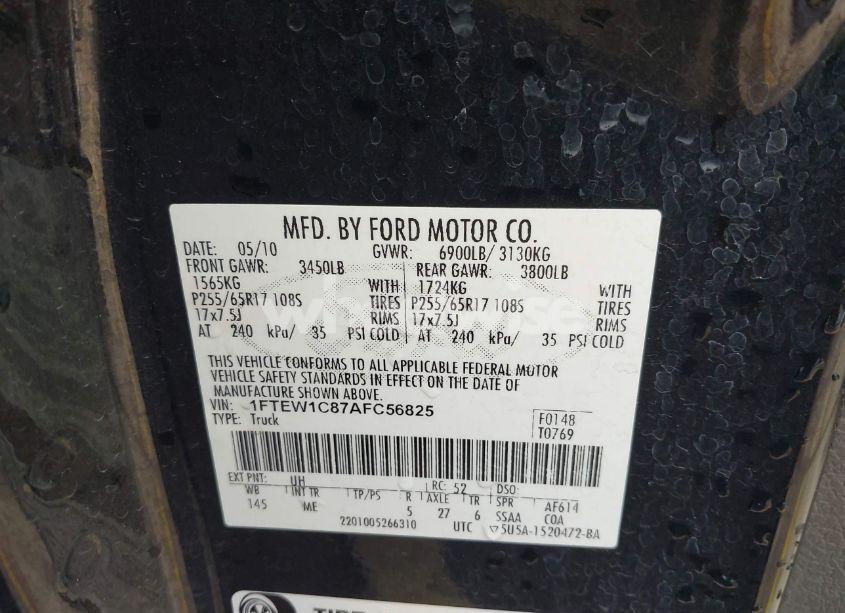 MFD. BY FORD MOTOR CO.
DATE: 05/10 GVWR: 6900LB/ 3130KG
FRONT GAWR: 3450LB REAR GAWR: 3800LB
1565KG WITH 1724KG WITH
P255/65R17 108S TIRES P255/65R17 108S TIRES
17x7.5J RIMS 17x7.5J RIMS
AT 240 kPa/ 35 PSI COLD AT 240 kPa/ 35 PSI COLD
THIS VEHICLE CONFORMS TO ALL APPLICABLE FEDERAL MOTOR
VEHICLE SAFETY STANDARDS IN EFFECT ON THE DATE OF
MANUFACTURE SHOWN ABOVE.
VIN: 1FTEW1C87AFC56825 F0148
TYPE: Truck T0769
EXT PNT: UH RC: 52 DSO:
WB INT TR TP/PS R AXLE TR SPR AF614
145 ME 5 27 6 SSAA COA
2201005266310 UTC ▽5U5A-1520472-BA